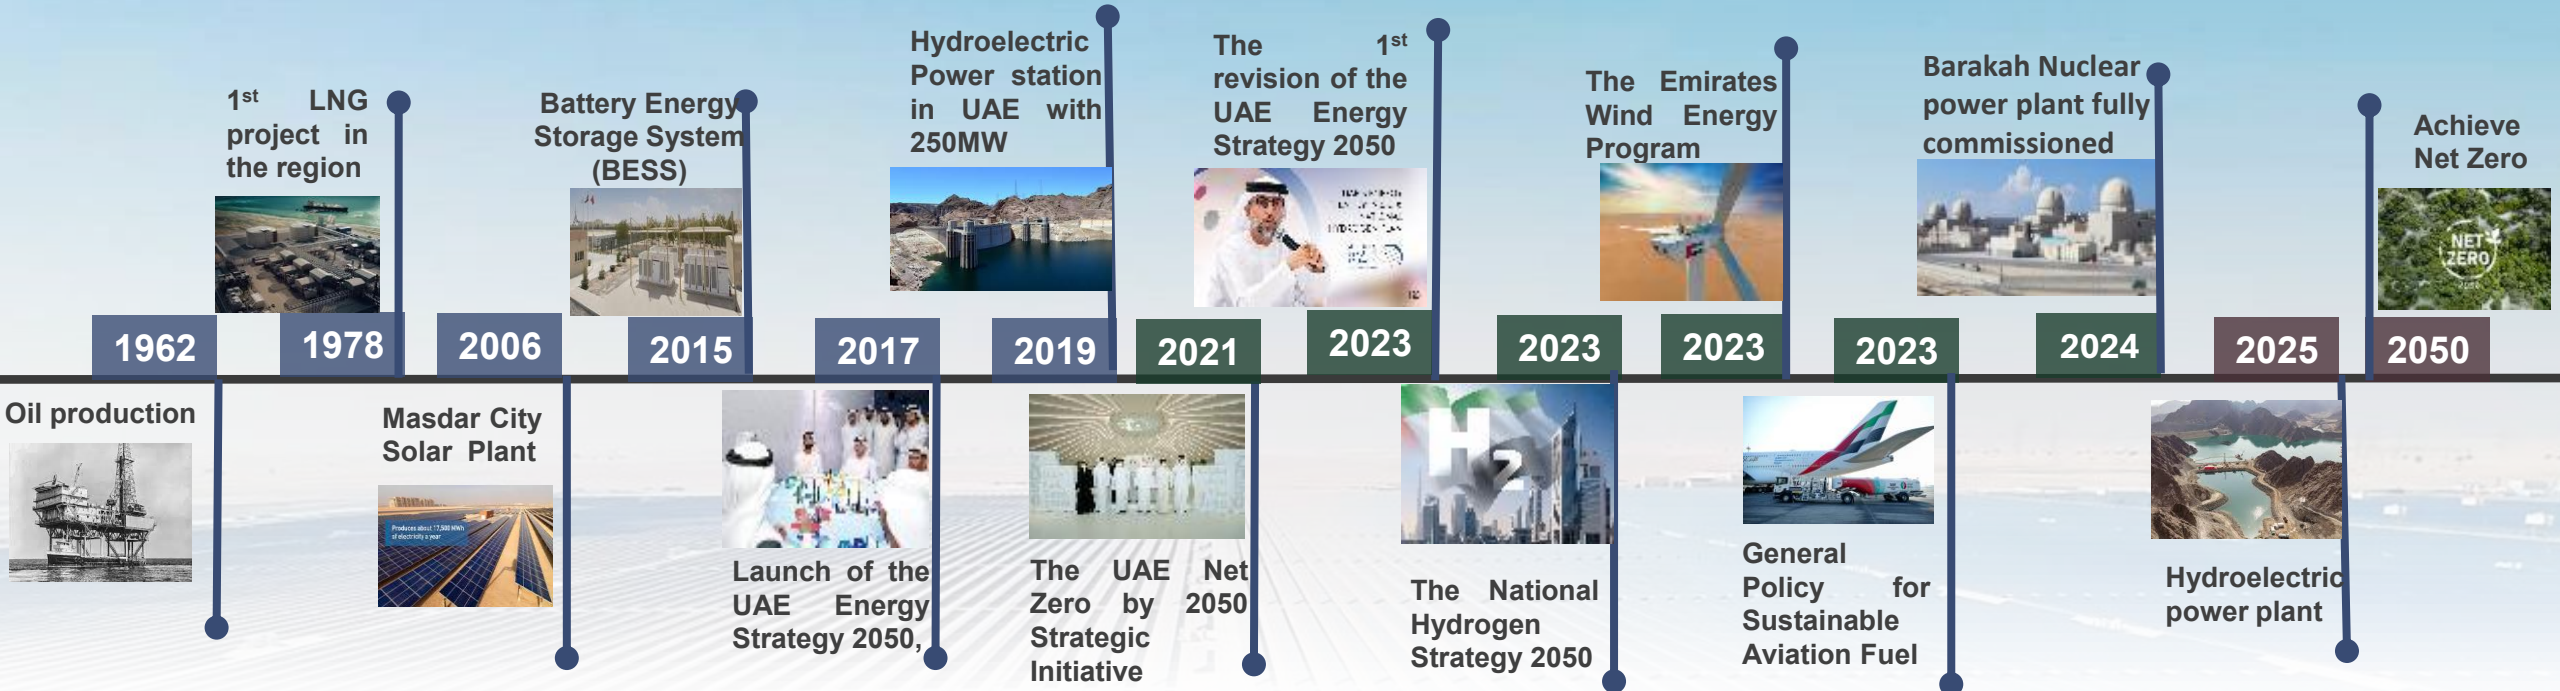 Oil production
1962
1st LNG
project in
the region
1978
2006
Masdar City
Solar Plant
Produces about 17,500 MWh
of electricity a year
Battery Energy
Storage System
(BESS)
2015
2017
Launch of the
UAE Energy
Strategy 2050,
Hydroelectric
Power station
in UAE with
250MW
2019
2021
The UAE Net
Zero by 2050
Strategic
Initiative
The 1st
revision of the
UAE Energy
Strategy 2050
2023
2023
H2
The National
Hydrogen
Strategy 2050
The Emirates
Wind Energy
Program
2023
2023
General
Policy for
Sustainable
Aviation Fuel
Barakah Nuclear
power plant fully
commissioned
2024
2025
Hydroelectric
power plant
Achieve
Net Zero
NET
ZERO
2050